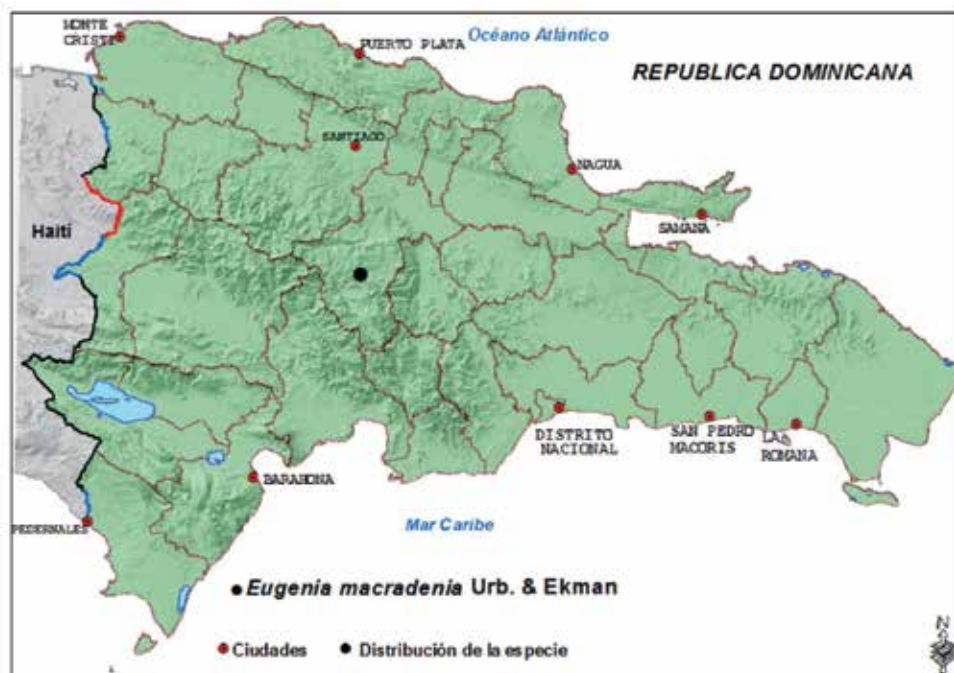 MONTE
CRISTI
PUERTO PLATA
Océano Atlántico
REPUBLICA DOMINICANA
SANTIAGO
NAGUA
SAMANA
Haití
DISTRITO
NACIONAL
SAN PEDRO
MACORIS
LA
ROMANA
BARAHONA
PEDERNALES
Mar Caribe
Eugenia macradenia Urb. & Ekman
Ciudades
Distribución de la especie
N